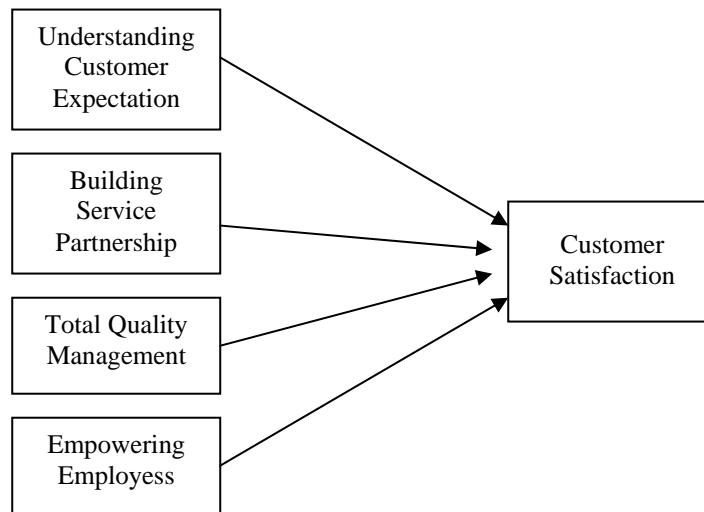 Understanding
Customer
Expectation
Building
Service
Partnership
Total Quality
Management
Empowering
Employess
Customer
Satisfaction